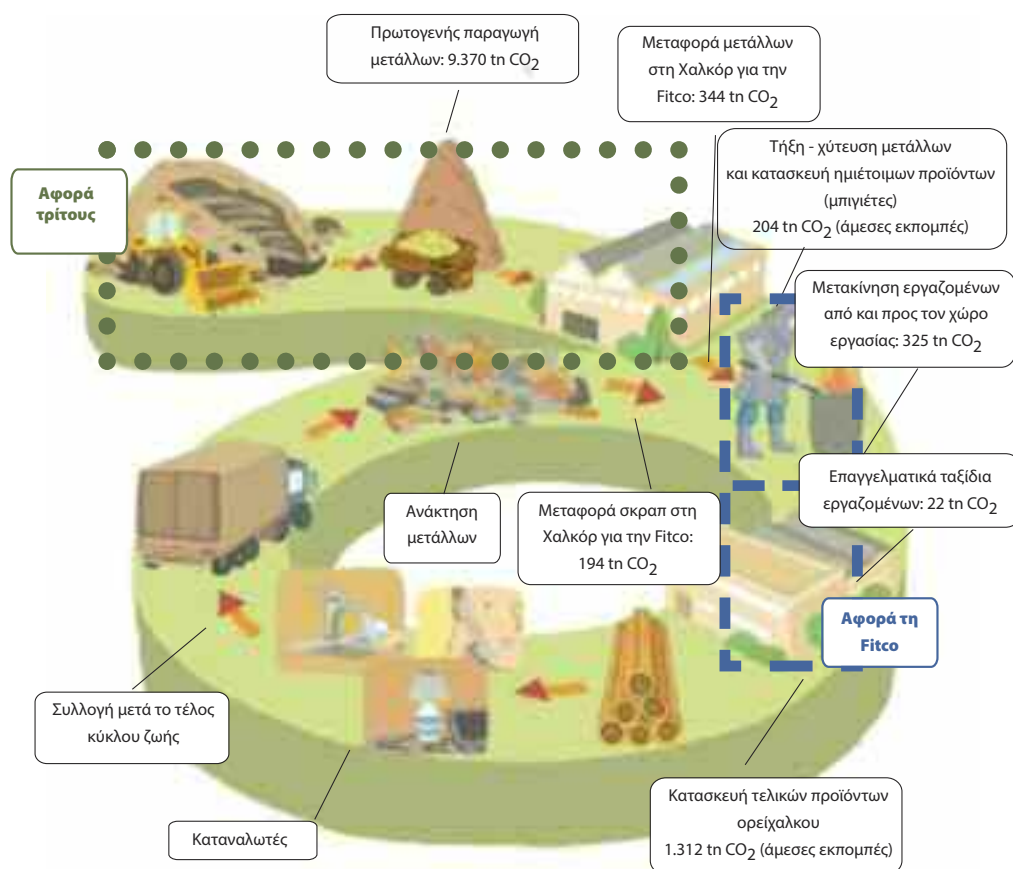 Πρωτογενής παραγωγή
μετάλλων: 9.370 tn CO2
Μεταφορά μετάλλων
στη Χαλκόρ για την
Fitco: 344 tn CO2
Τήξη - χύτευση μετάλλων
και κατασκευή ημιέτοιμων προϊόντων
(μπιγιέτες)
204 tn CO2 (άμεσες εκπομπές)
Αφορά
τρίτους
Μετακίνηση εργαζομένων
από και προς τον χώρο
εργασίας: 325 tn CO2
Επαγγελματικά ταξίδια
εργαζομένων: 22 tn CO2
Ανάκτηση
μετάλλων
Μεταφορά σκραπ στη
Χαλκόρ για την Fitco:
194 tn CO2
Αφορά τη
Fitco
Συλλογή μετά το τέλος
κύκλου ζωής
Κατασκευή τελικών προϊόντων
ορείχαλκου
1.312 tn CO2 (άμεσες εκπομπές)
Καταναλωτές